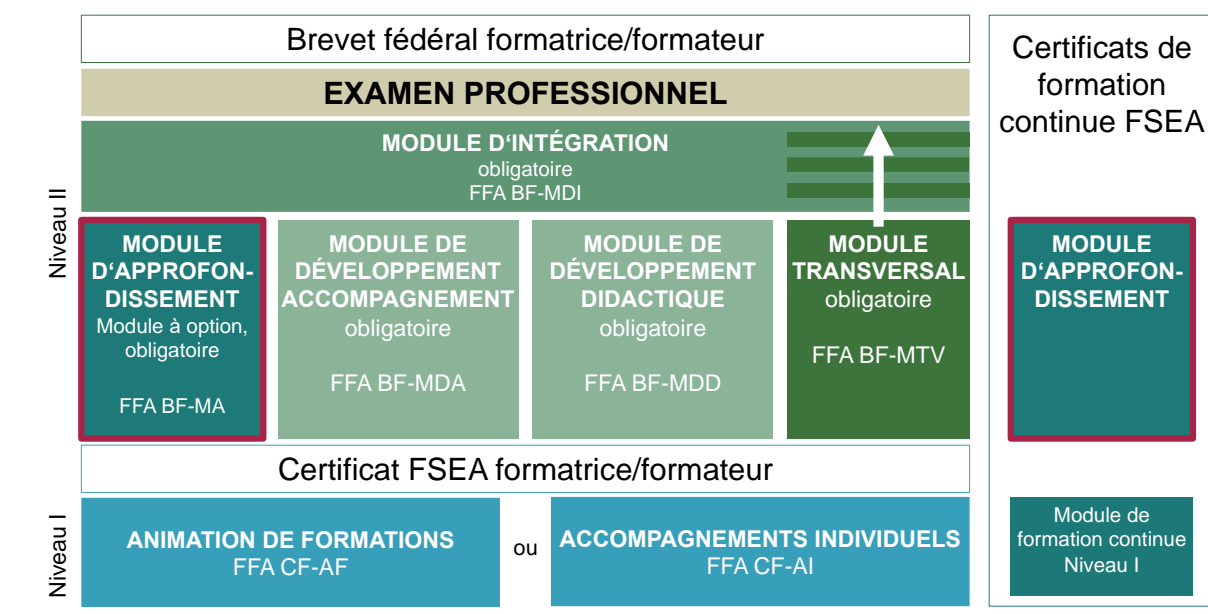 Brevet fédéral formatrice/formateur
EXAMEN PROFESSIONNEL
MODULE D‘INTÉGRATION
obligatoire
FFA BF-MDI
Niveau II
MODULE
D‘APPROFON-
DISSEMENT
Module à option,
obligatoire
FFA BF-MA
MODULE DE
DÉVELOPPEMENT
ACCOMPAGNEMENT
obligatoire
FFA BF-MDA
MODULE DE
DÉVELOPPEMENT
DIDACTIQUE
obligatoire
FFA BF-MDD
MODULE
TRANSVERSAL
obligatoire
FFA BF-MTV
Certificat FSEA formatrice/formateur
Niveau I
ANIMATION DE FORMATIONS
FFA CF-AF
ou
ACCOMPAGNEMENTS INDIVIDUELS
FFA CF-AI
Certificats de
formation
continue FSEA
MODULE
D‘APPROFON-
DISSEMENT
Module de
formation continue
Niveau I